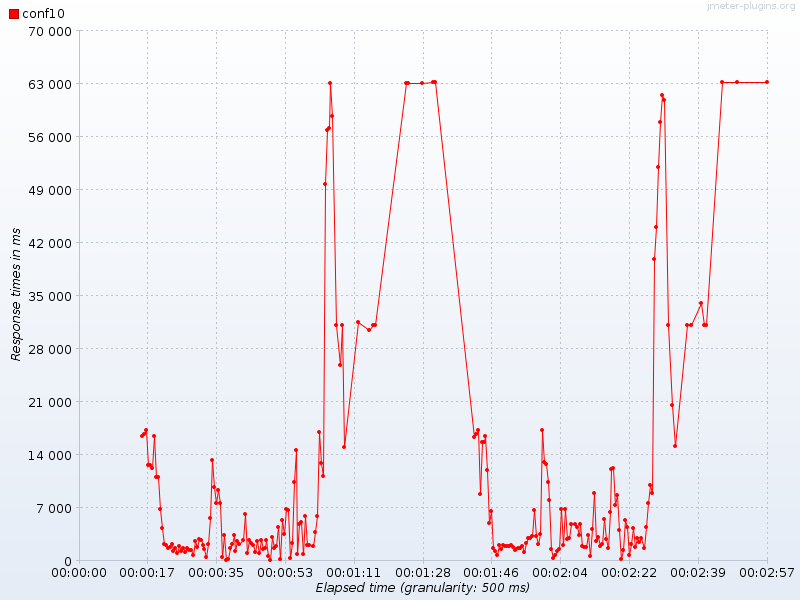 jmeter-plugins.org
conf10
70 000
63 000
56 000
49 000
42 000
35 000
28 000
21 000
14 000
7 000
0
Response times in ms
00:00:00 00:00:17 00:00:35 00:00:53 00:01:11 00:01:28 00:01:46 00:02:04 00:02:22 00:02:39 00:02:57
Elapsed time (granularity: 500 ms)